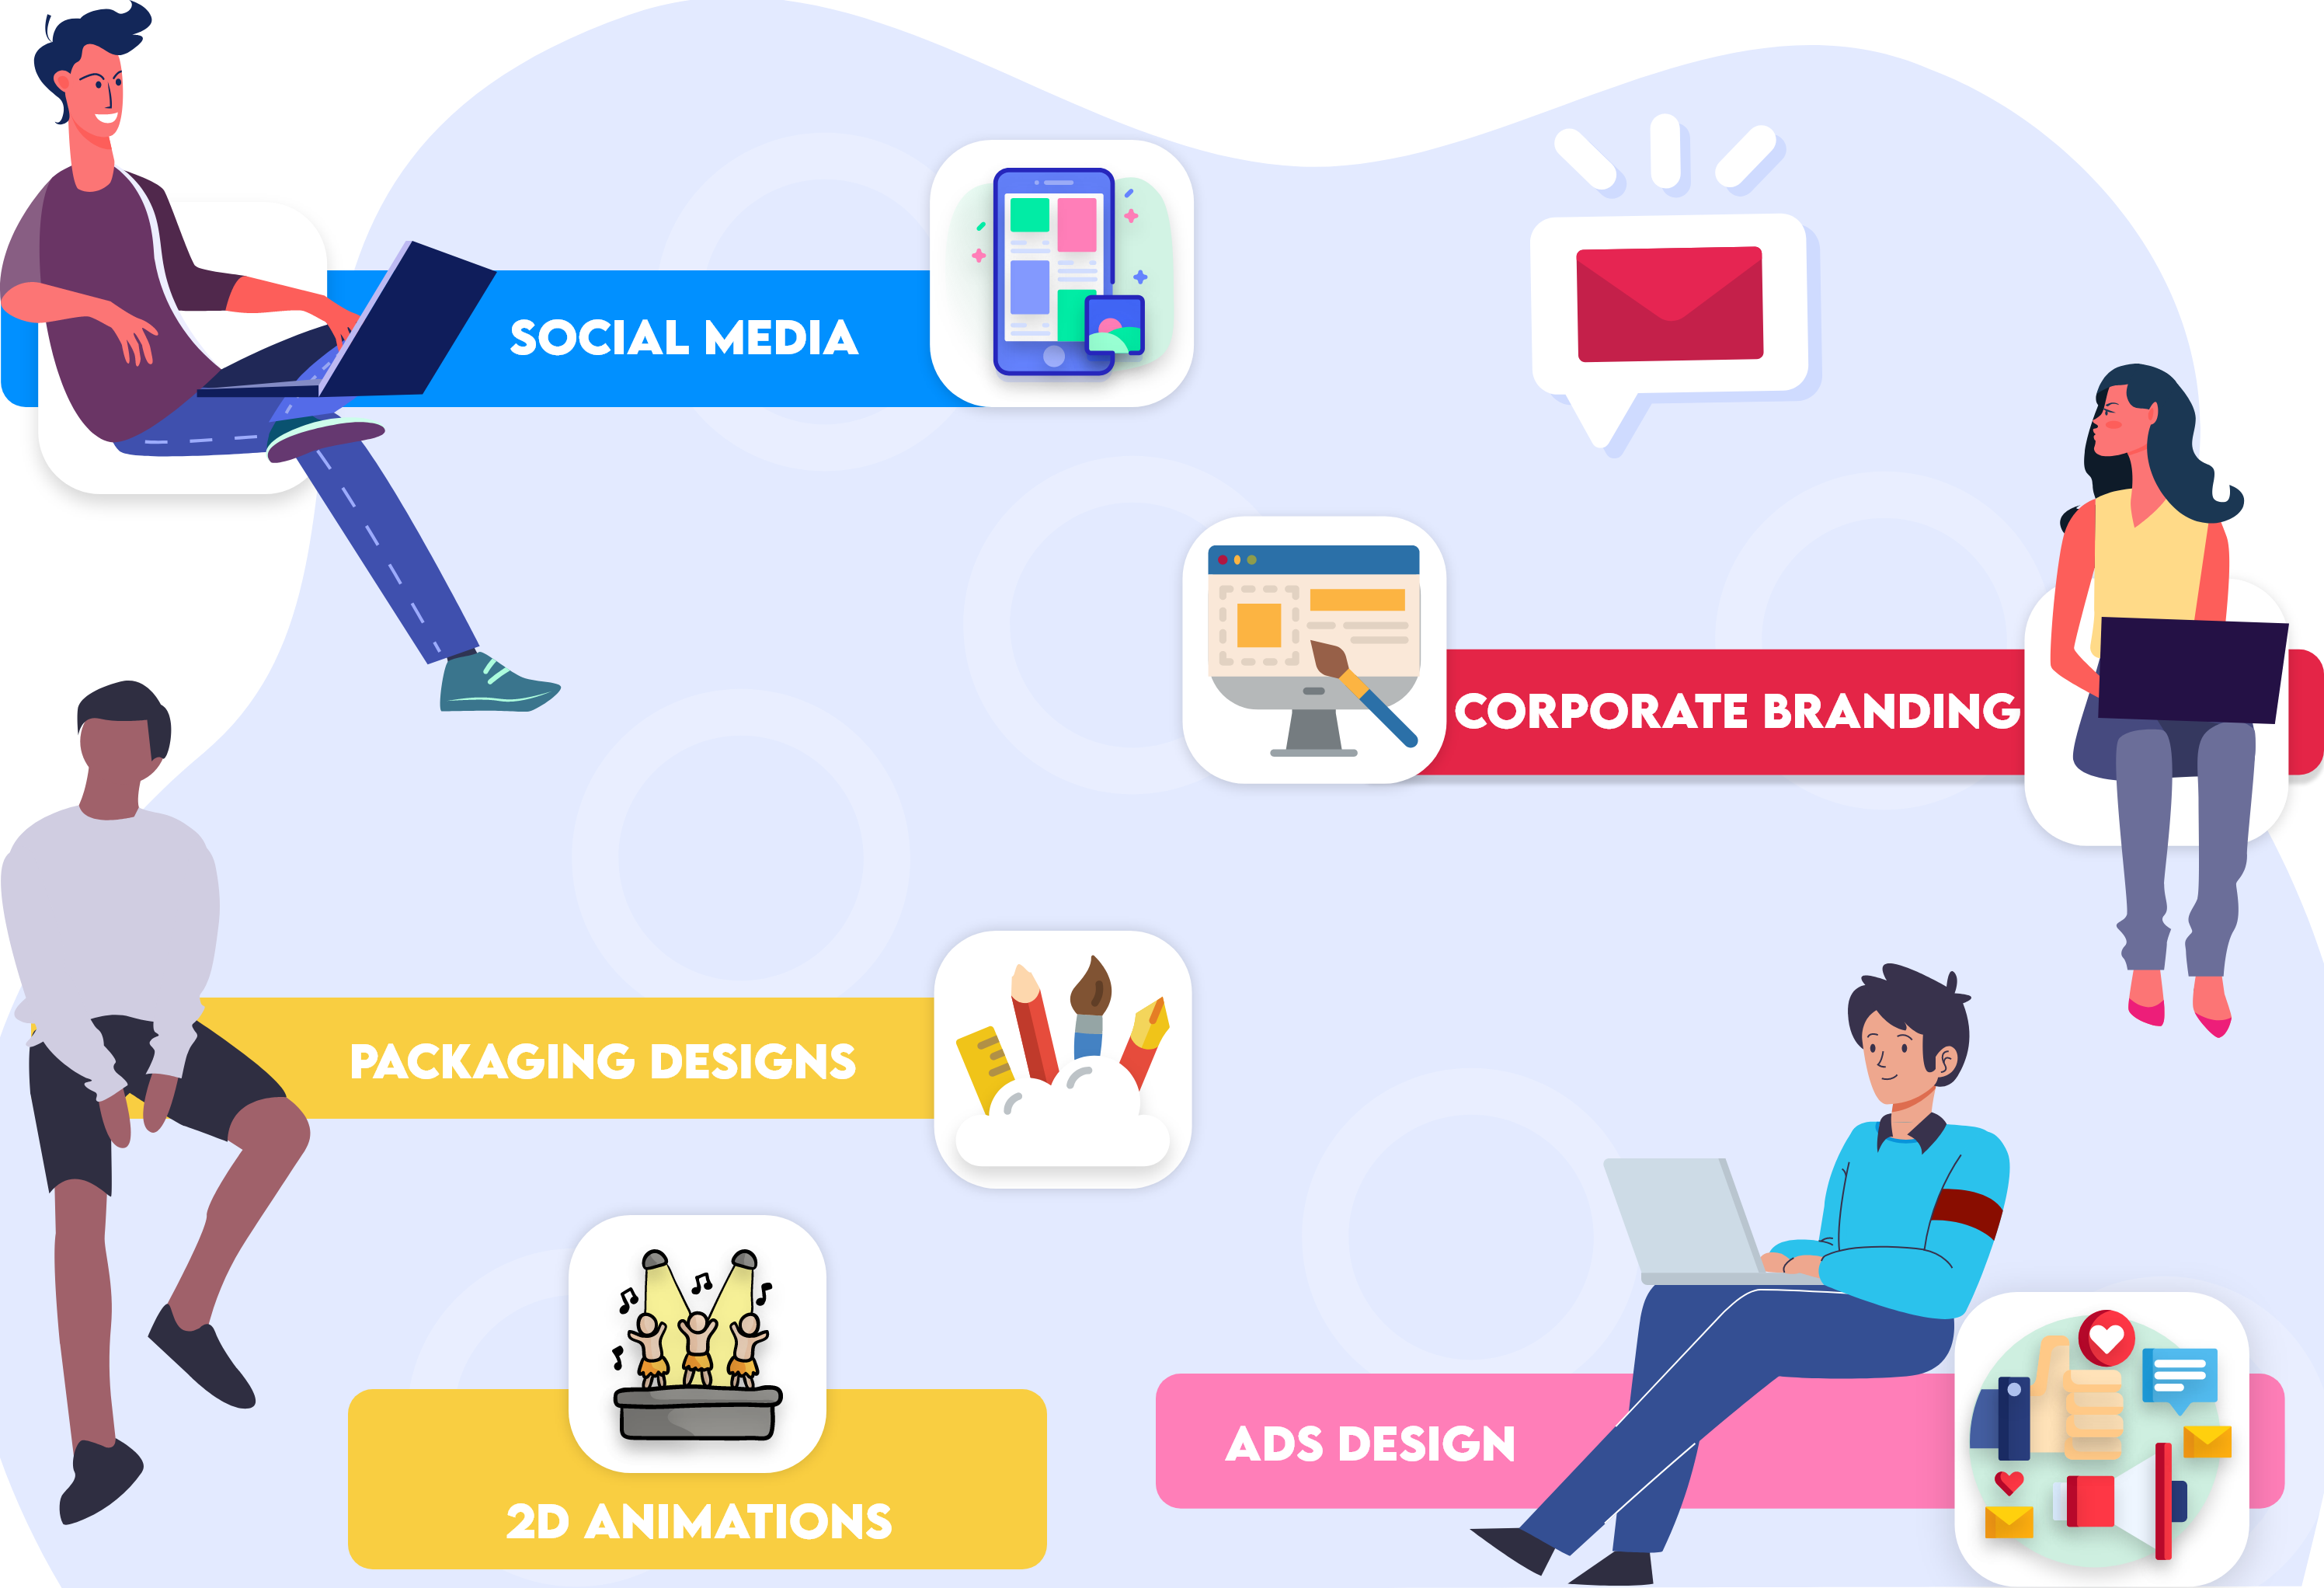 SOCIAL MEDIA
CORPORATE BRANDING
PACKAGING DESIGNS
ADS DESIGN
2D ANIMATIONS